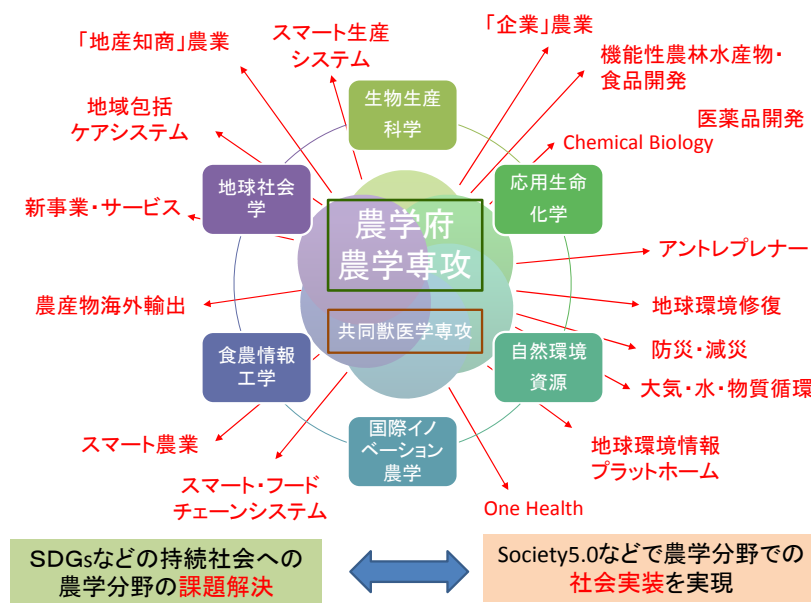 「地産知商」農業
スマート生産
システム
「企業」農業
機能性農林水産物・
食品開発
医薬品開発
Chemical Biology
地域包括
ケアシステム
生物生産
科学
地球社会
学
応用生命
化学
新事業・サービス
農学府
農学専攻
アントレプレナー
農産物海外輸出
地球環境修復
共同獣医学専攻
防災・減災
食農情報
工学
自然環境
資源
大気・水・物質循環
スマート農業
国際イノ
ベーション
農学
地球環境情報
プラットホーム
スマート・フード
チェーンシステム
One Health
SDGsなどの持続社会への
農学分野の課題解決
Society5.0などで農学分野での
社会実装を実現